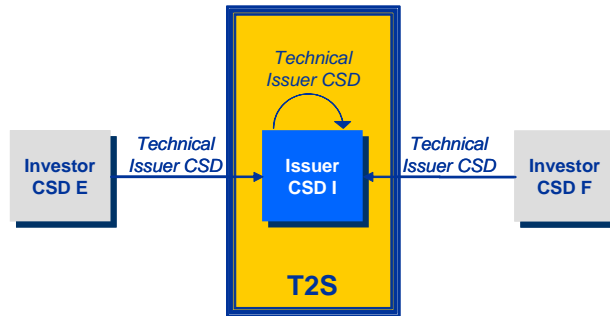 Technical
Issuer CSD
Investor
CSD E
Technical
Issuer CSD
Issuer
CSD I
Technical
Issuer CSD
Investor
CSD F
T2S